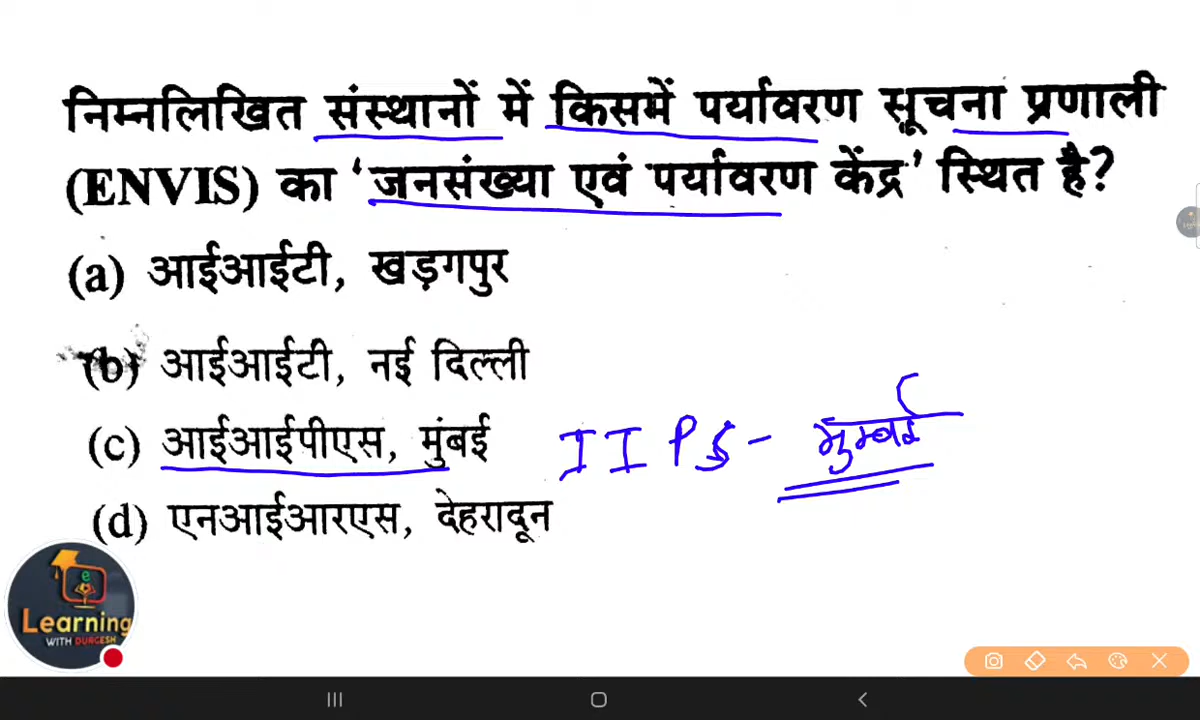 निम्नलिखित संस्थानों में किसमें पर्यावरण सूचना प्रणाली
(ENVIS) का ‘जनसंख्या एवं पर्यावरण केंद्र’ स्थित है?
(a) आईआईटी, खड़गपुर
(b) आईआईटी, नई दिल्ली
(c) आईआईपीएस, मुंबई
IIPS – मुम्बई
(d) एनआईआरएस, देहरादून
e
Learning
WITH DURGESH